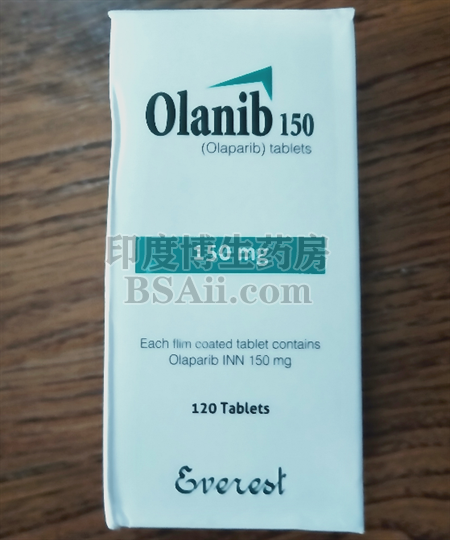 Olanib 150
(Olaparib) tablets
150 mg
印度博生药房
BSAii.com
Each flim coated tablet contains
Olaparib INN 150 mg
120 Tablets
Everest